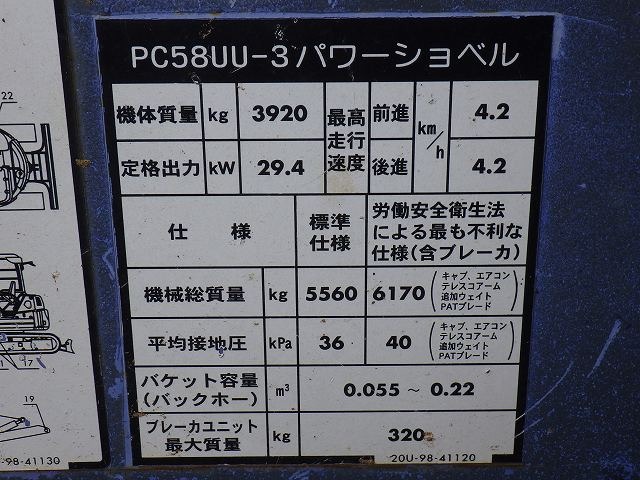 PC58UU-3パワーショベル
機体質量 kg 3920 最高走行速度 前進 km/h 4.2
定格出力 kW 29.4 後進 4.2
仕様 標準仕様 労働安全衛生法による最も不利な仕様(含ブレーカ)
機械総質量 kg 5560 6170 (キャブ、エアコン テレスコアーム 追加ウェイト PATブレード)
平均接地圧 kPa 36 40 (キャブ、エアコン テレスコアーム 追加ウェイト PATブレード)
バケット容量(バックホー) m³ 0.055~0.22
ブレーカユニット最大質量 kg 320
20U-98-41120
22
17
19
-98-41130